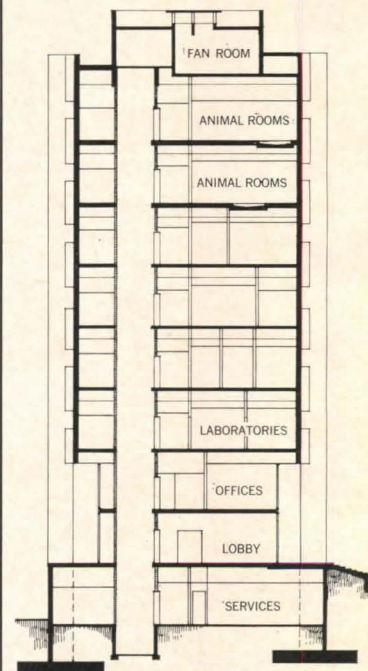 FAN ROOM
ANIMAL ROOMS
ANIMAL ROOMS
LABORATORIES
OFFICES
LOBBY
SERVICES